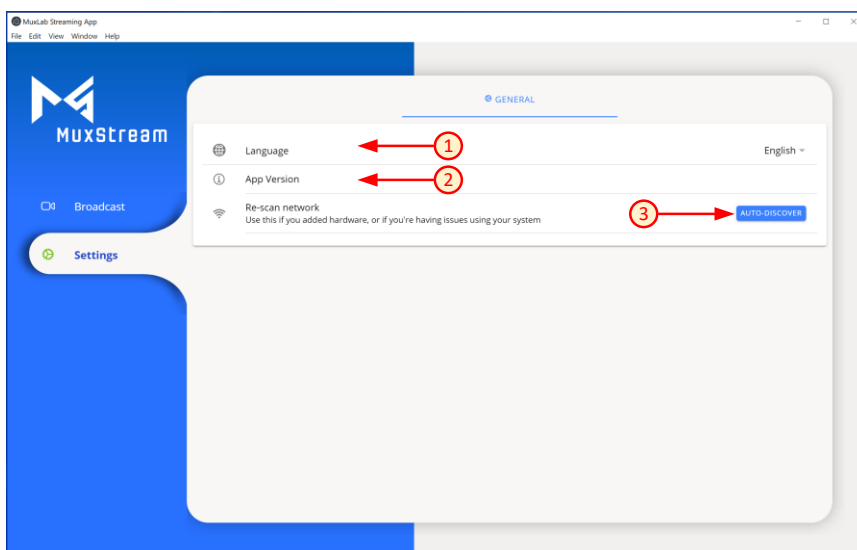 MuxLab Streaming App
File Edit View Window Help
MuxStream
GENERAL
Language
1
English
App Version
2
Broadcast
Re-scan network
Use this if you added hardware, or if you're having issues using your system
3
AUTO-DISCOVER
Settings